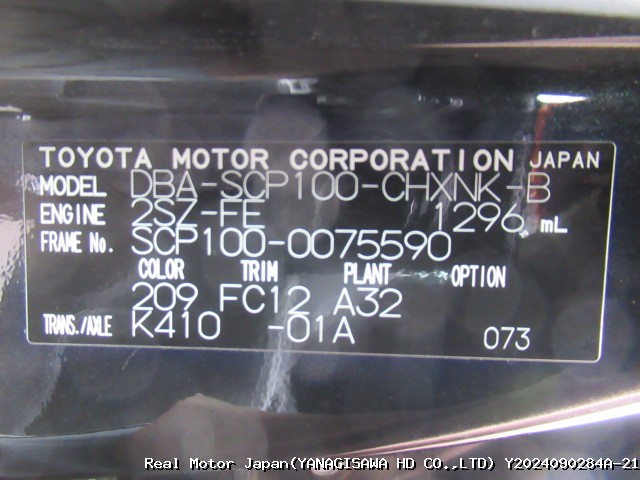 TOYOTA MOTOR CORPORATION JAPAN
MODEL DBA-SCP100-CHXNK-B
ENGINE 2SZ-FE 1296 mL
FRAME No. SCP100-0075590
COLOR TRIM PLANT OPTION
209 FC12 A32
TRANS./AXLE K410 -01A 073
Real Motor Japan(YANAGISAWA HD CO.,LTD) Y2024090284A-21